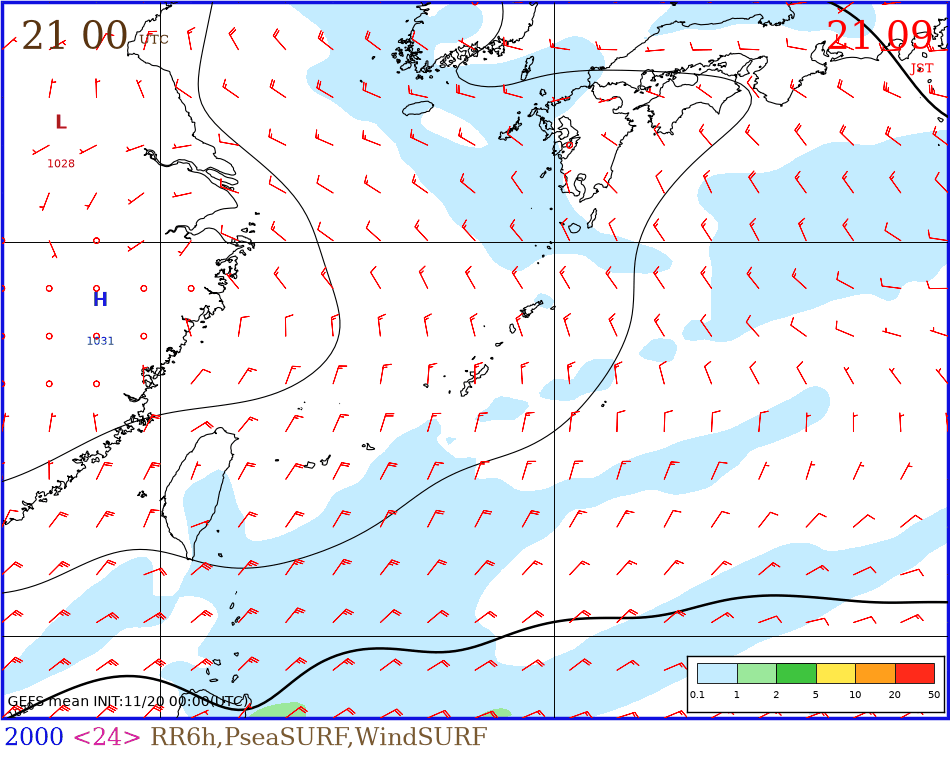 21 00 UTC
21 09 JST
L
1028
H
1031
0.1 1 2 5 10 20 50
GEFS mean INIT:11/20 00:00(UTC)
2000 <24> RR6h,PseaSURF,WindSURF